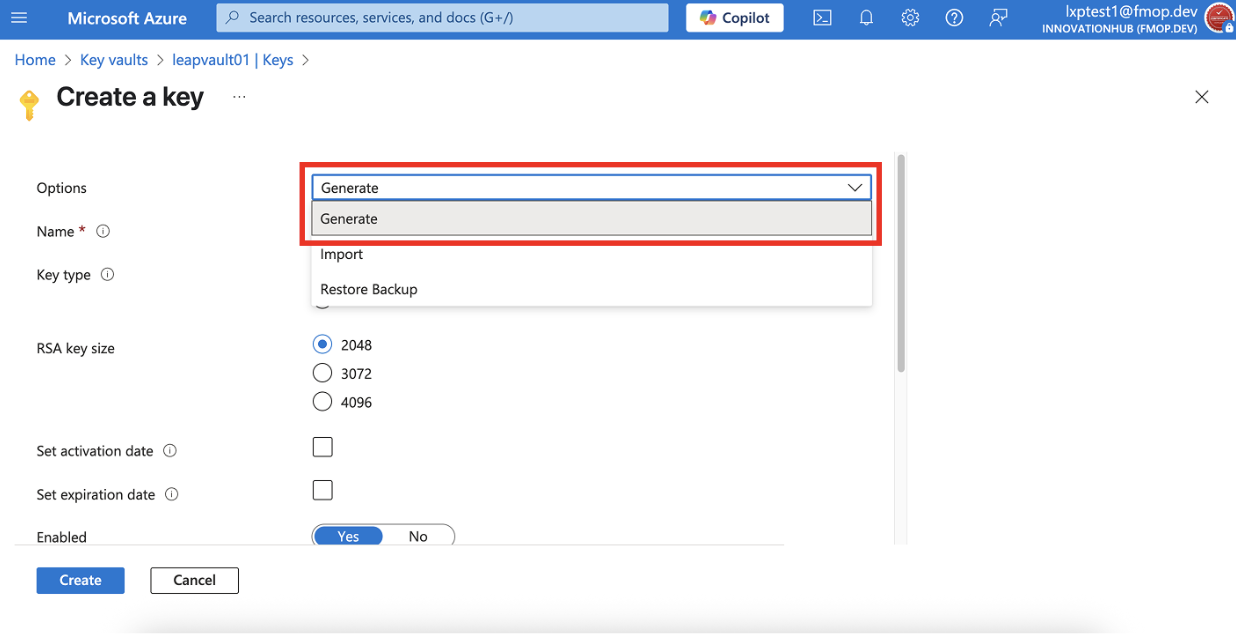 Microsoft Azure
Search resources, services, and docs (G+/)
Copilot
lxptest1@fmop.dev
INNOVATIONHUB (FMOP.DEV)
Home > Key vaults > leapvault01 | Keys >
Create a key ...
Options
Generate
Generate
Name *
Import
Key type
Restore Backup
RSA key size
2048
3072
4096
Set activation date
Set expiration date
Enabled
Yes No
Create Cancel